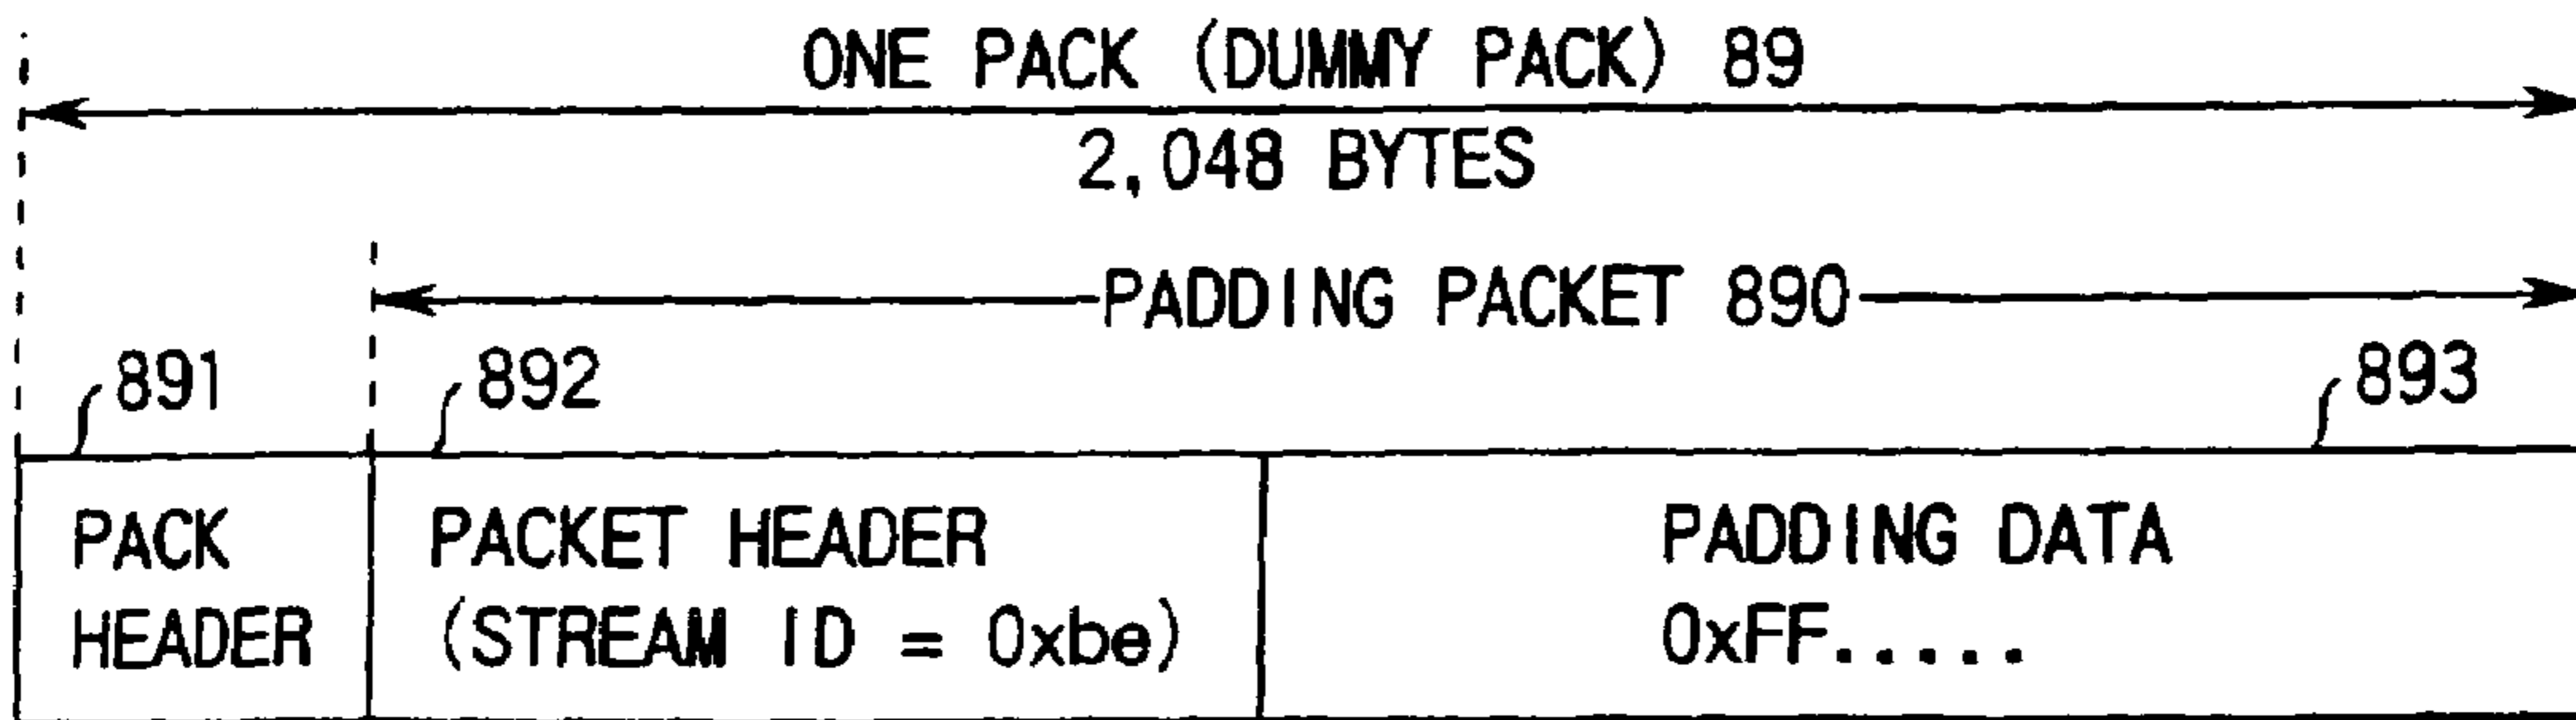 ONE PACK (DUMMY PACK) 89
2,048 BYTES
PADDING PACKET 890
891
892
893
PACK
HEADER
PACKET HEADER
(STREAM ID = 0xbe)
PADDING DATA
0xFF.....